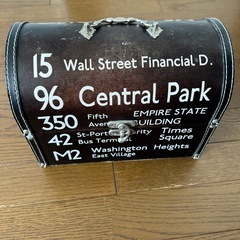 15 Wall Street Financial D.
96 Central Park
350 Fifth Avenue EMPIRE STATE BUILDING
42 St-Port Authority Bus Terminal Times Square
M2 Washington Heights East Village